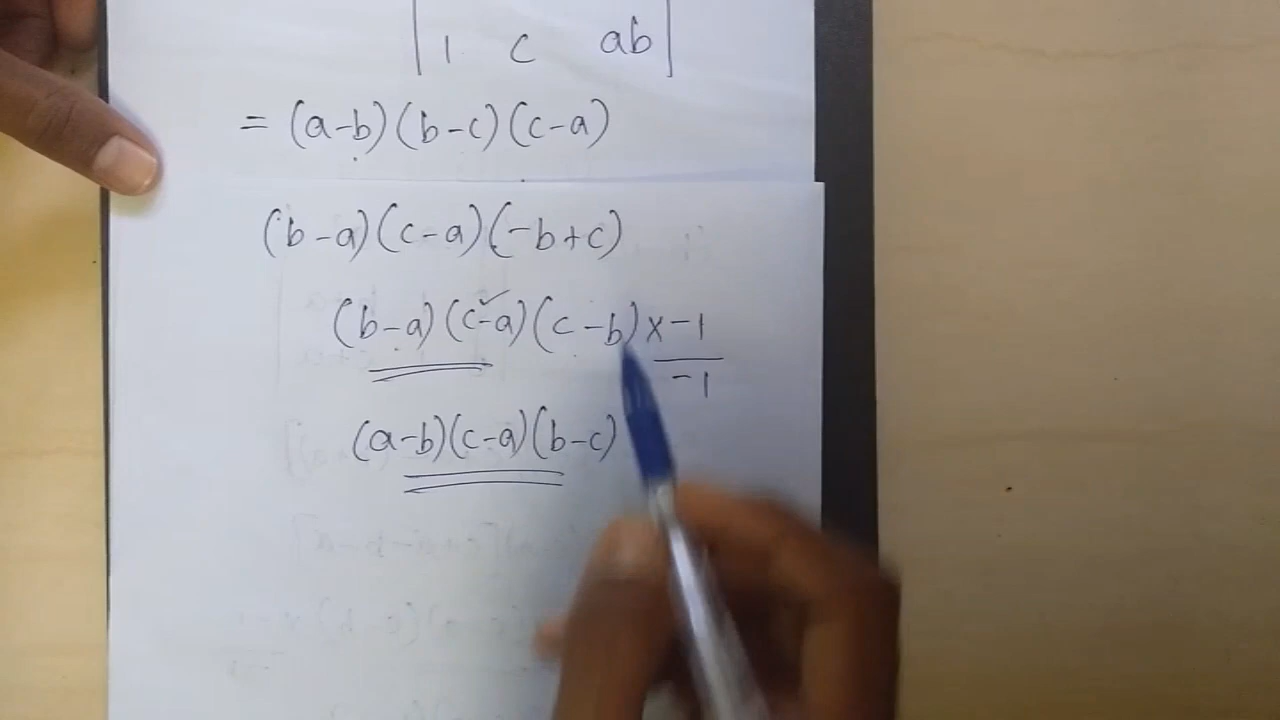 | 1 c ab |
= (a-b)(b-c)(c-a)
(b-a)(c-a)(-b+c)
(b-a)(c-a)(c-b)x-1
-1
(a-b)(c-a)(b-c)